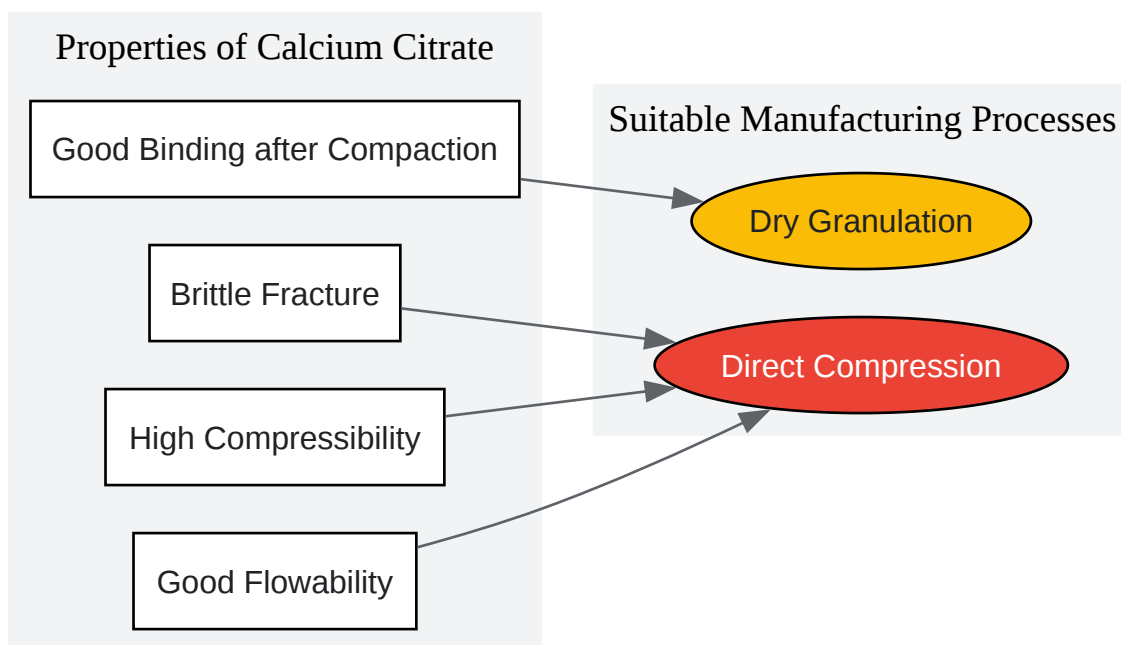 Properties of Calcium Citrate
Good Binding after Compaction
Brittle Fracture
High Compressibility
Good Flowability
Suitable Manufacturing Processes
Dry Granulation
Direct Compression